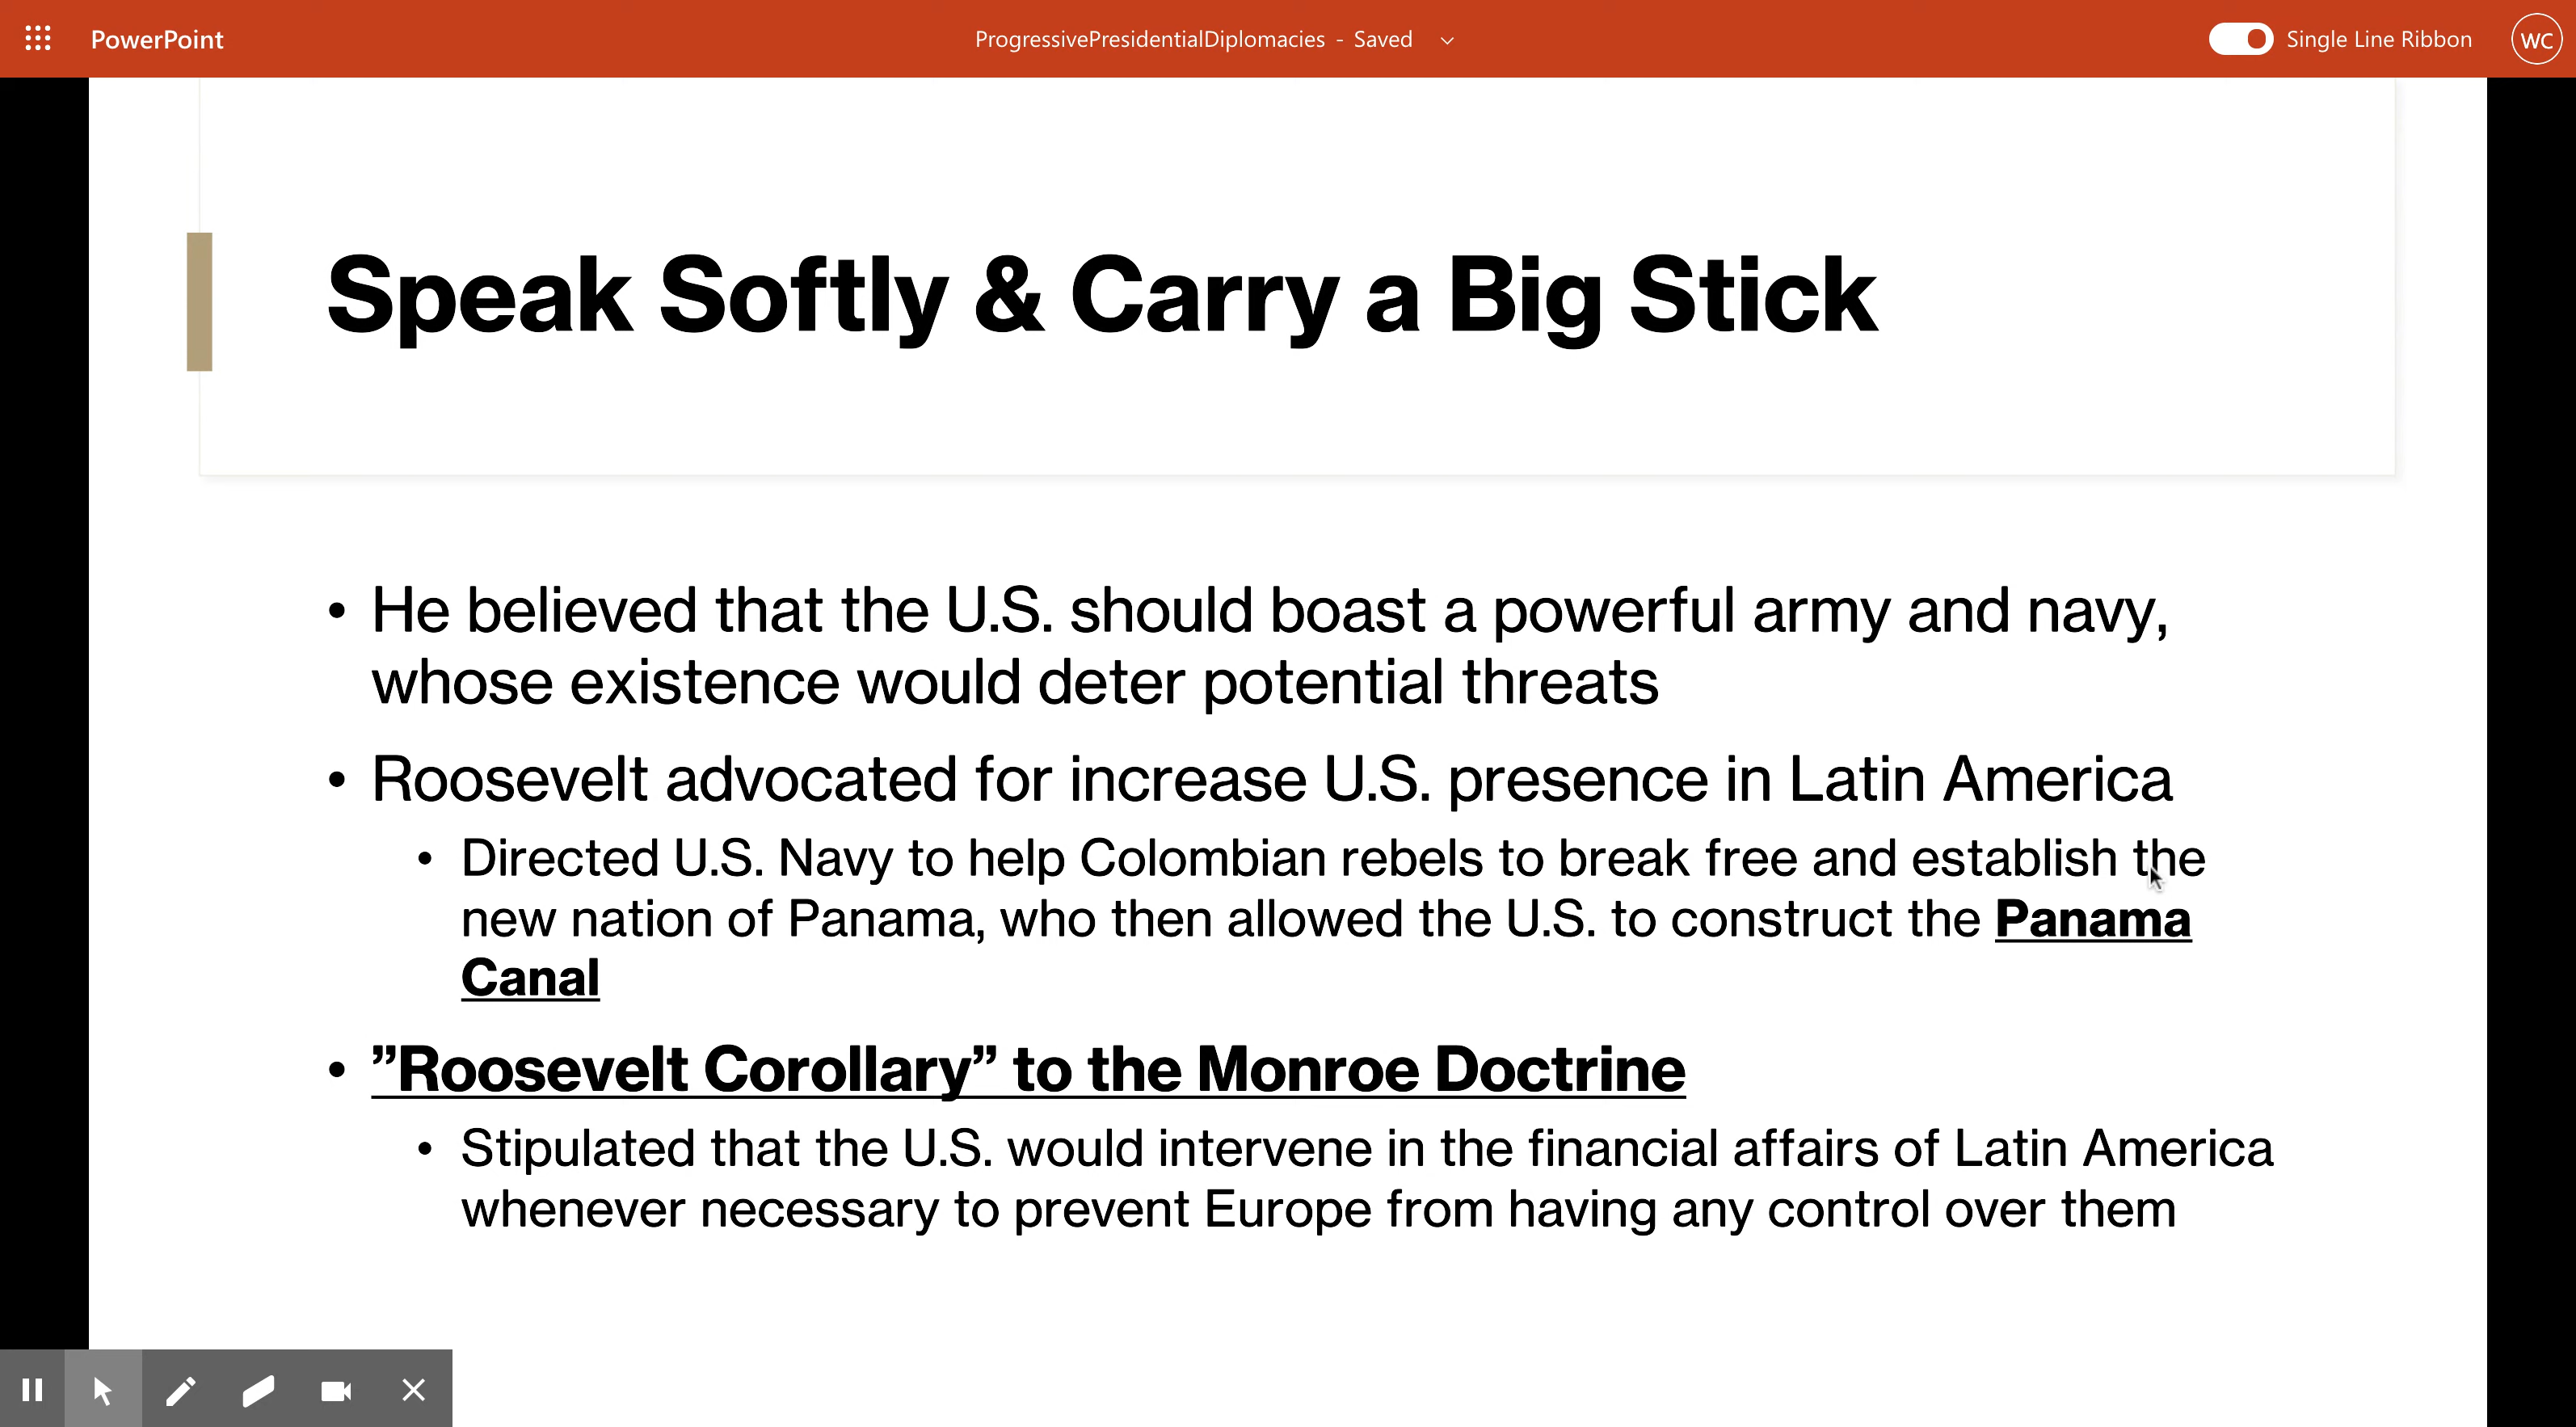 PowerPoint
ProgressivePresidentialDiplomacies - Saved
Single Line Ribbon
WC
Speak Softly & Carry a Big Stick
• He believed that the U.S. should boast a powerful army and navy,
whose existence would deter potential threats
• Roosevelt advocated for increase U.S. presence in Latin America
• Directed U.S. Navy to help Colombian rebels to break free and establish the
new nation of Panama, who then allowed the U.S. to construct the Panama
Canal
• ”Roosevelt Corollary” to the Monroe Doctrine
• Stipulated that the U.S. would intervene in the financial affairs of Latin America
whenever necessary to prevent Europe from having any control over them